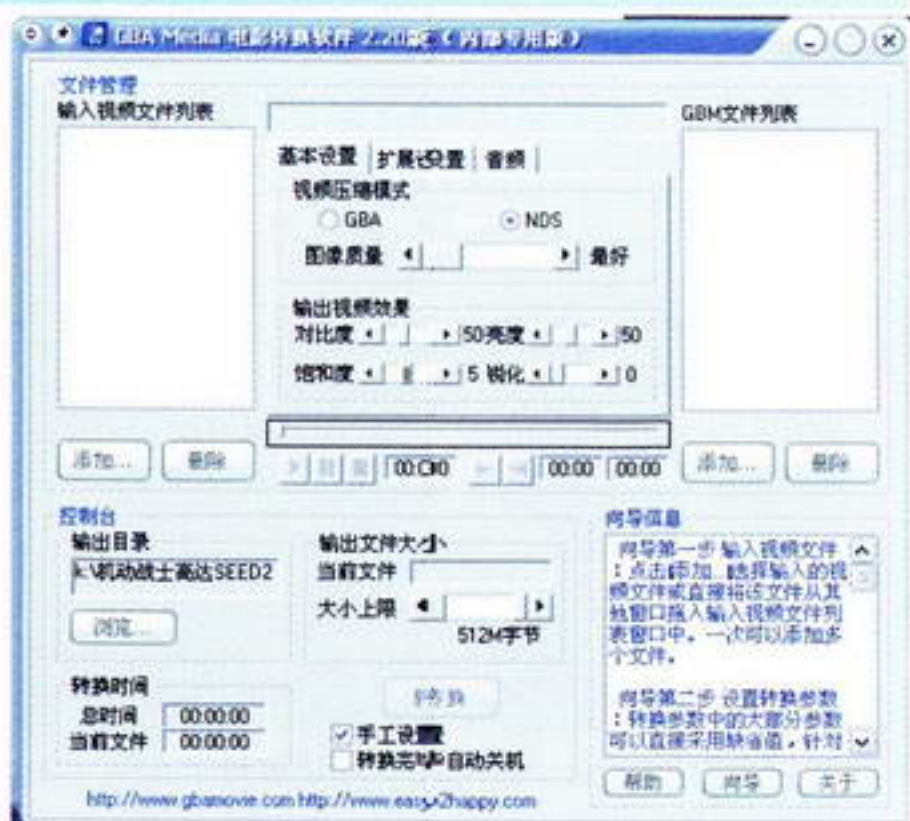 GBA Media 电影转换软件 2.20版(内部专用版)
文件管理
输入视频文件列表
GBM文件列表
基本设置 扩展设置 音频
视频压缩模式
GBA NDS
图像质量 最好
输出视频效果
对比度 50 亮度 50
饱和度 5 锐化 0
添加... 删除
00:00 00:00 00:00
添加... 删除
控制台
输出目录
k:\机动战士高达SEED2
浏览...
输出文件大小
当前文件
大小上限
512M字节
转换时间
总时间 00:00:00
当前文件 00:00:00
转换
手工设置
转换完毕自动关机
向导信息
向导第一步 输入视频文件
:点击添加 选择输入的视
频文件或直接将该文件从其
他窗口拖入输入视频文件列
表窗口中。一次可以添加多
个文件。
向导第二步 设置转换参数
:转换参数中的大部分参数
可以直接采用缺省值,针对
帮助 向导 关于
http://www.gbamovie.com http://www.easy2happy.com